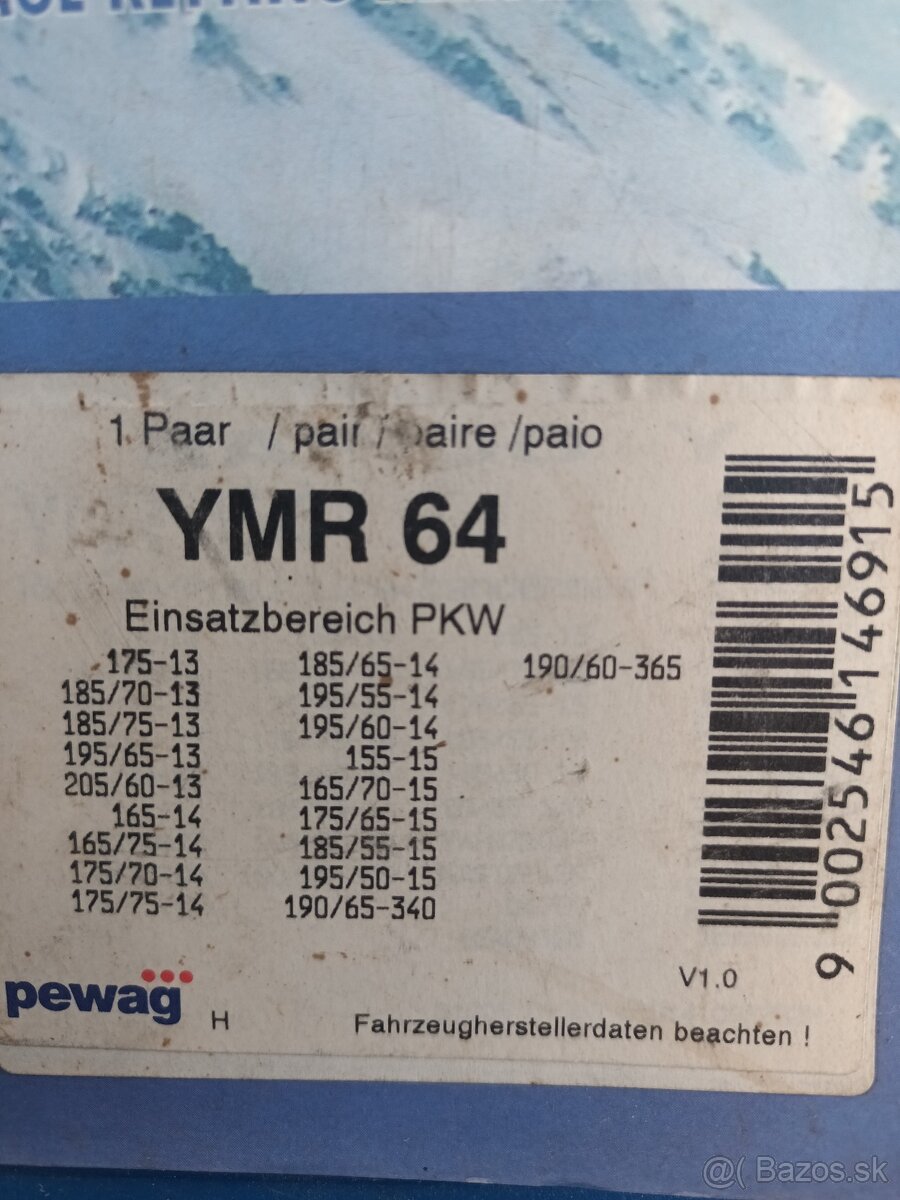 1 Paar / pair / paire /paio
YMR 64
Einsatzbereich PKW
175-13 185/65-14 190/60-365
185/70-13 195/55-14
185/75-13 195/60-14
195/65-13 155-15
205/60-13 165/70-15
165-14 175/65-15
165/75-14 185/55-15
175/70-14 195/50-15
175/75-14 190/65-340
9 002546 146915
pewag
H
V1.0
Fahrzeugherstellerdaten beachten !
@( Bazos.sk